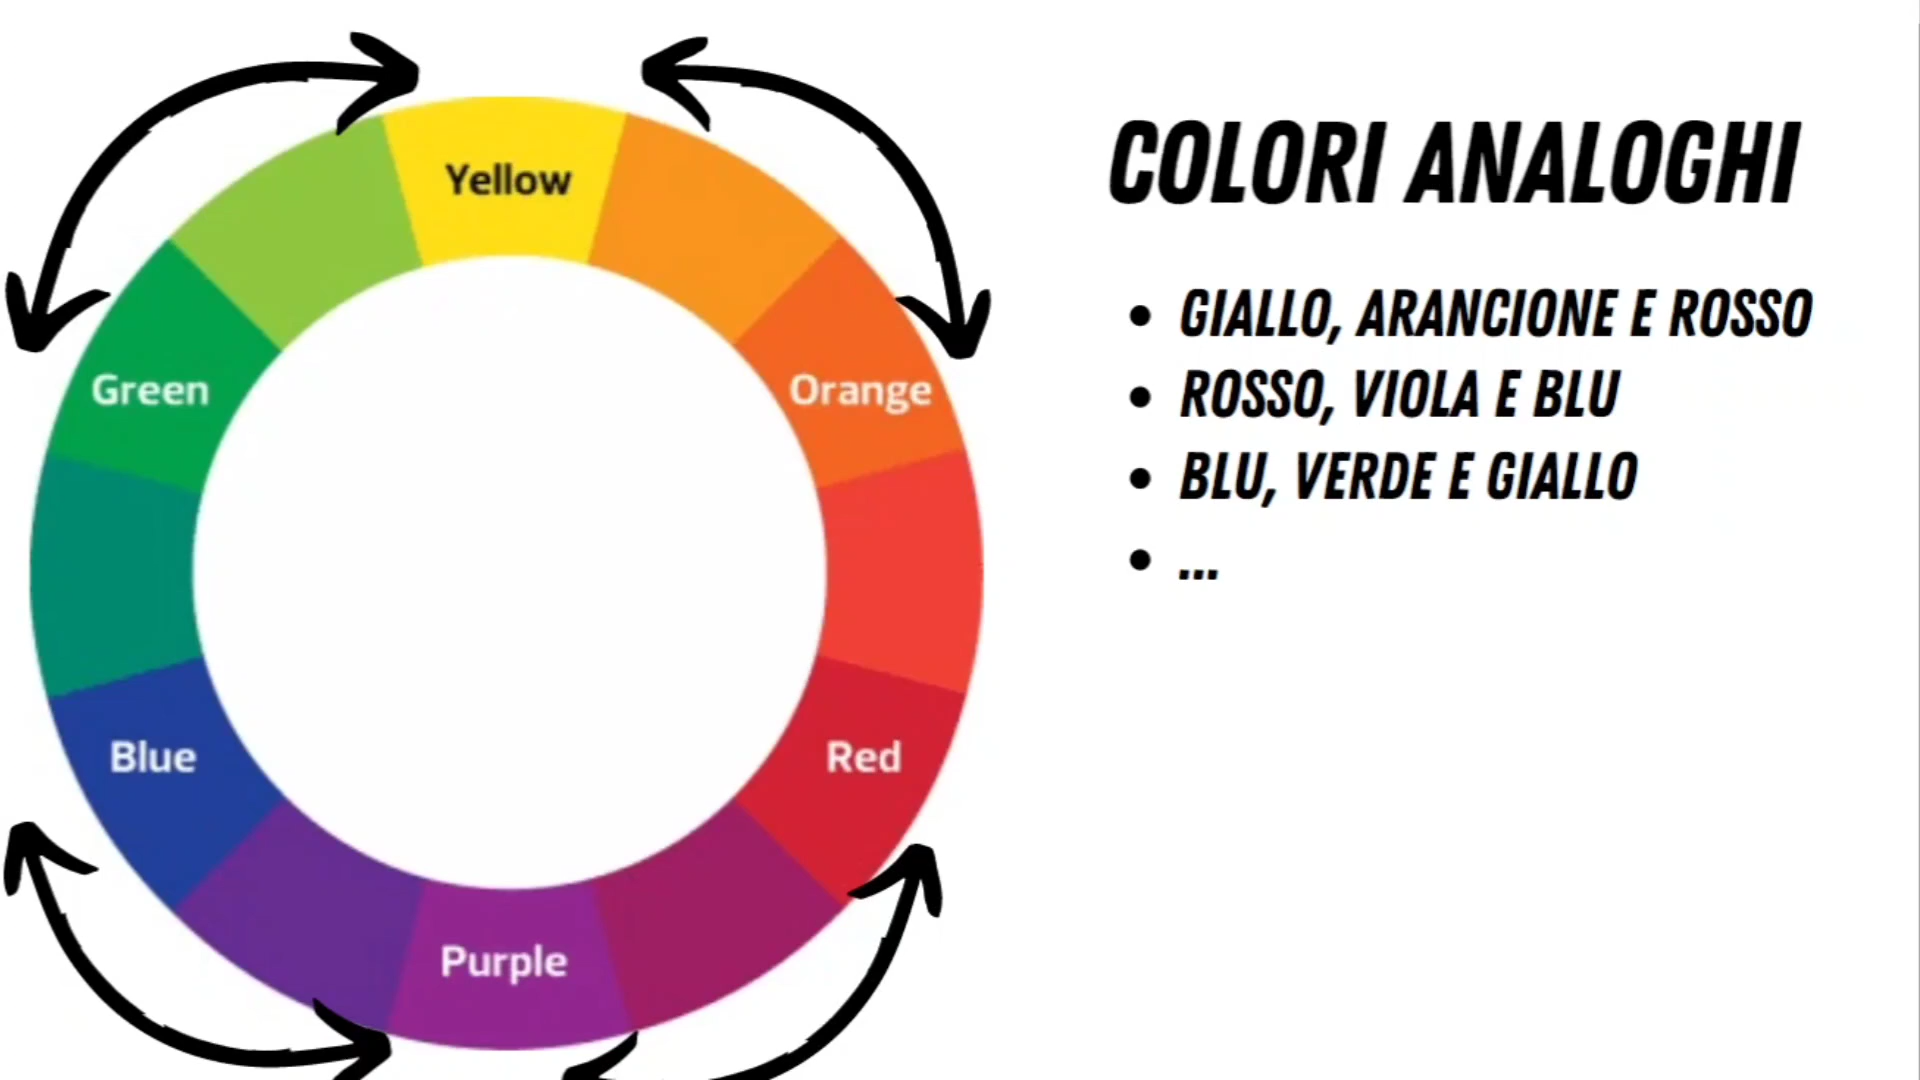 Yellow
Green
Orange
Blue
Red
Purple
COLORI ANALOGHI
• GIALLO, ARANCIONE E ROSSO
• ROSSO, VIOLA E BLU
• BLU, VERDE E GIALLO
• ...